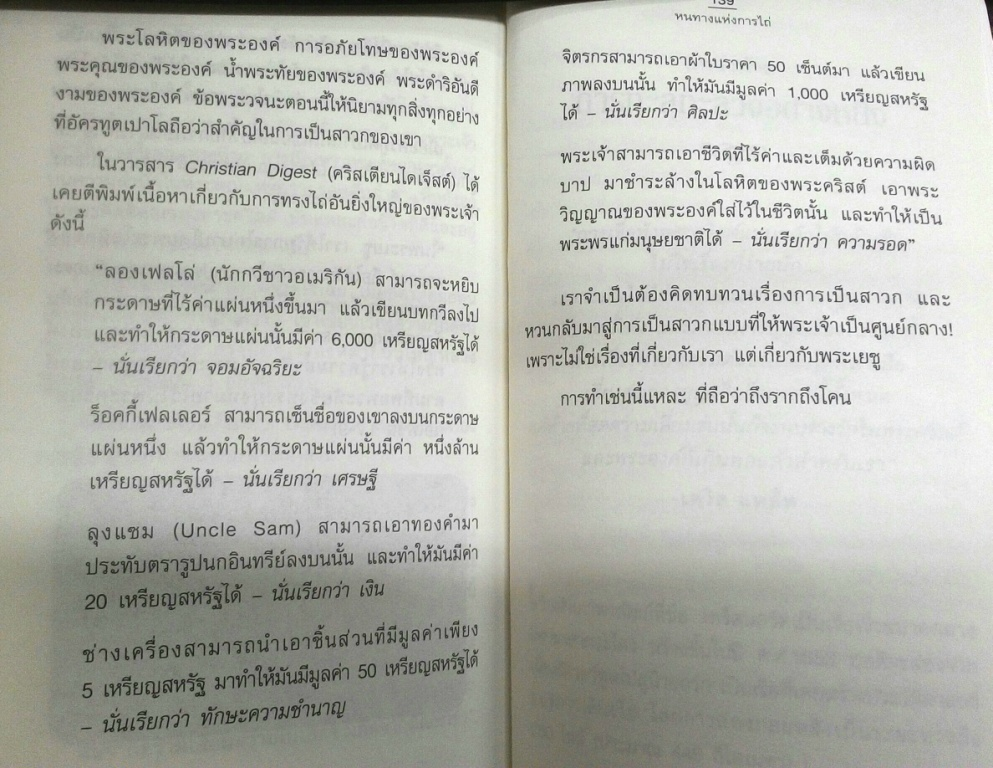 พระโลหิตของพระองค์ การอภัยโทษของพระองค์
พระคุณของพระองค์ น้ำพระทัยของพระองค์ พระดำริอันดี
งามของพระองค์ ข้อพระวจนะตอนนี้ให้นิยามทุกสิ่งทุกอย่าง
ที่อัครทูตเปาโลถือว่าสำคัญในการเป็นสาวกของเขา
ในวารสาร Christian Digest (คริสเตียนไดเจ็สต์) ได้
เคยตีพิมพ์เนื้อหาเกี่ยวกับการทรงไถ่อันยิ่งใหญ่ของพระเจ้า
ดังนี้
“ลองเฟลโล่ (นักกวีชาวอเมริกัน) สามารถจะหยิบ
กระดาษที่ไร้ค่าแผ่นหนึ่งขึ้นมา แล้วเขียนบทกวีลงไป
และทำให้กระดาษแผ่นนั้นมีค่า 6,000 เหรียญสหรัฐได้
– นั่นเรียกว่า จอมอัจฉริยะ
ร็อคกี้เฟลเลอร์ สามารถเซ็นชื่อของเขาลงบนกระดาษ
แผ่นหนึ่ง แล้วทำให้กระดาษแผ่นนั้นมีค่า หนึ่งล้าน
เหรียญสหรัฐได้ – นั่นเรียกว่า เศรษฐี
ลุงแซม (Uncle Sam) สามารถเอาทองคำมา
ประทับตรารูปนกอินทรีย์ลงบนนั้น และทำให้มันมีค่า
20 เหรียญสหรัฐได้ – นั่นเรียกว่า เงิน
ช่างเครื่องสามารถนำเอาชิ้นส่วนที่มีมูลค่าเพียง
5 เหรียญสหรัฐ มาทำให้มันมีมูลค่า 50 เหรียญสหรัฐได้
– นั่นเรียกว่า ทักษะความชำนาญ
139
หนทางแห่งการไถ่
จิตรกรสามารถเอาผ้าใบราคา 50 เซ็นต์มา แล้วเขียน
ภาพลงบนนั้น ทำให้มันมีมูลค่า 1,000 เหรียญสหรัฐ
ได้ – นั่นเรียกว่า ศิลปะ
พระเจ้าสามารถเอาชีวิตที่ไร้ค่าและเต็มด้วยความผิด
บาป มาชำระล้างในโลหิตของพระคริสต์ เอาพระ
วิญญาณของพระองค์ใส่ไว้ในชีวิตนั้น และทำให้เป็น
พระพรแก่มนุษยชาติได้ – นั่นเรียกว่า ความรอด”
เราจำเป็นต้องคิดทบทวนเรื่องการเป็นสาวก และ
หวนกลับมาสู่การเป็นสาวกแบบที่ให้พระเจ้าเป็นศูนย์กลาง!
เพราะไม่ใช่เรื่องที่เกี่ยวกับเรา แต่เกี่ยวกับพระเยซู
การทำเช่นนี้แหละ ที่ถือว่าถึงรากถึงโคน